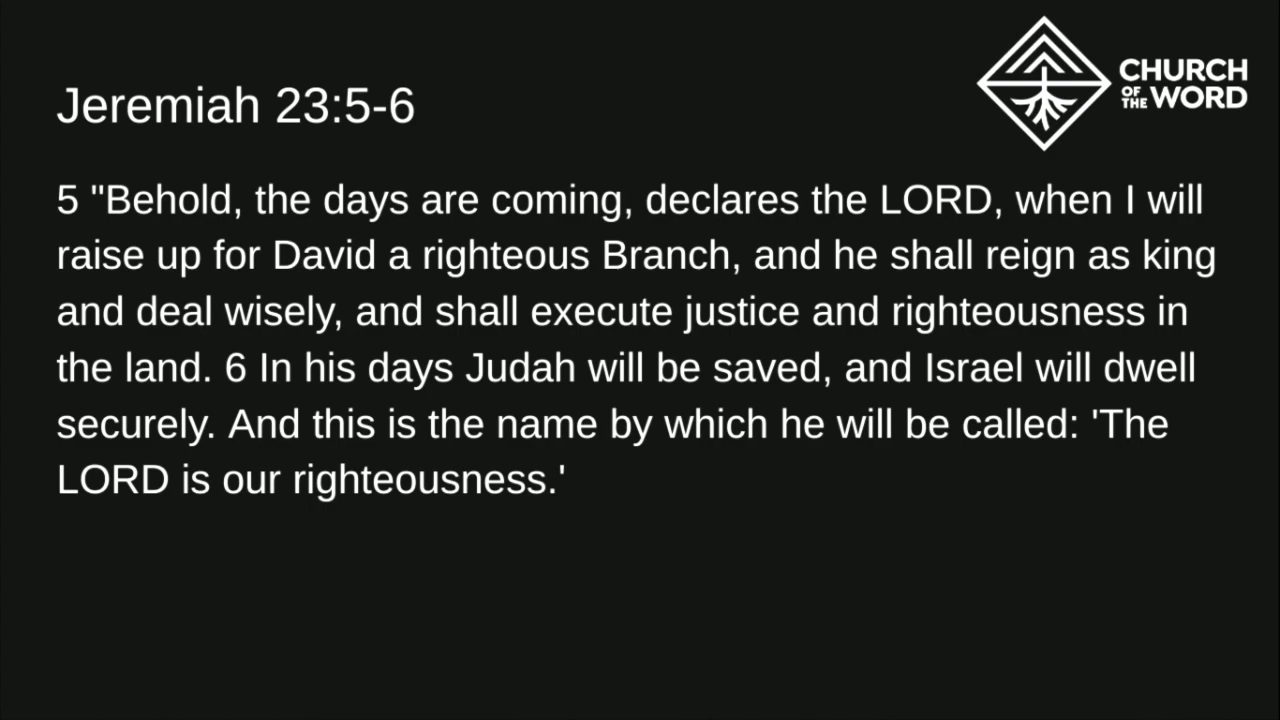 CHURCH
OF THE WORD
Jeremiah 23:5-6
5 "Behold, the days are coming, declares the LORD, when I will
raise up for David a righteous Branch, and he shall reign as king
and deal wisely, and shall execute justice and righteousness in
the land. 6 In his days Judah will be saved, and Israel will dwell
securely. And this is the name by which he will be called: 'The
LORD is our righteousness.'